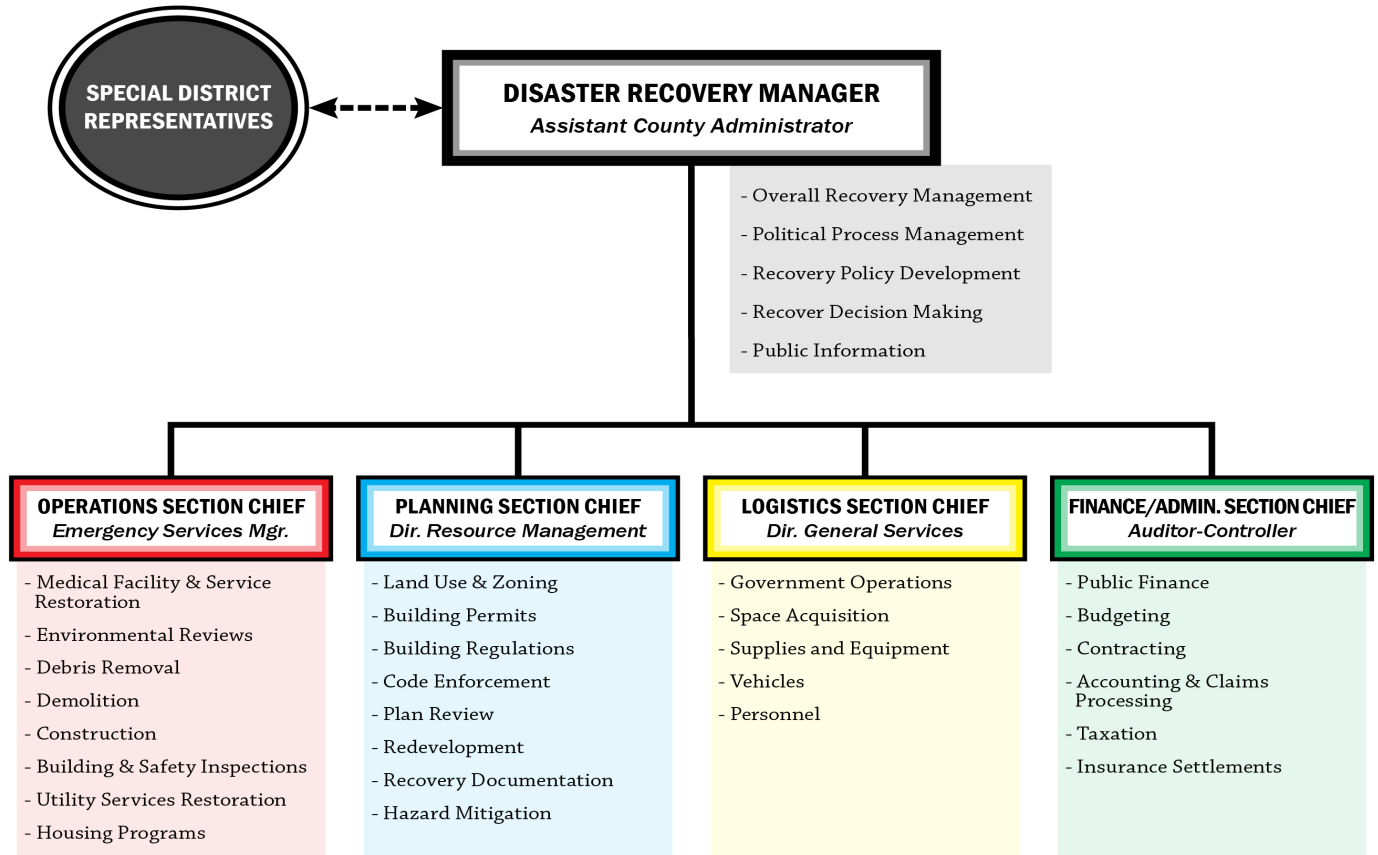 SPECIAL DISTRICT
REPRESENTATIVES
DISASTER RECOVERY MANAGER
Assistant County Administrator
- Overall Recovery Management
- Political Process Management
- Recovery Policy Development
- Recover Decision Making
- Public Information
OPERATIONS SECTION CHIEF
Emergency Services Mgr.
- Medical Facility & Service
Restoration
- Environmental Reviews
- Debris Removal
- Demolition
- Construction
- Building & Safety Inspections
- Utility Services Restoration
- Housing Programs
PLANNING SECTION CHIEF
Dir. Resource Management
- Land Use & Zoning
- Building Permits
- Building Regulations
- Code Enforcement
- Plan Review
- Redevelopment
- Recovery Documentation
- Hazard Mitigation
LOGISTICS SECTION CHIEF
Dir. General Services
- Government Operations
- Space Acquisition
- Supplies and Equipment
- Vehicles
- Personnel
FINANCE/ADMIN. SECTION CHIEF
Auditor-Controller
- Public Finance
- Budgeting
- Contracting
- Accounting & Claims
Processing
- Taxation
- Insurance Settlements